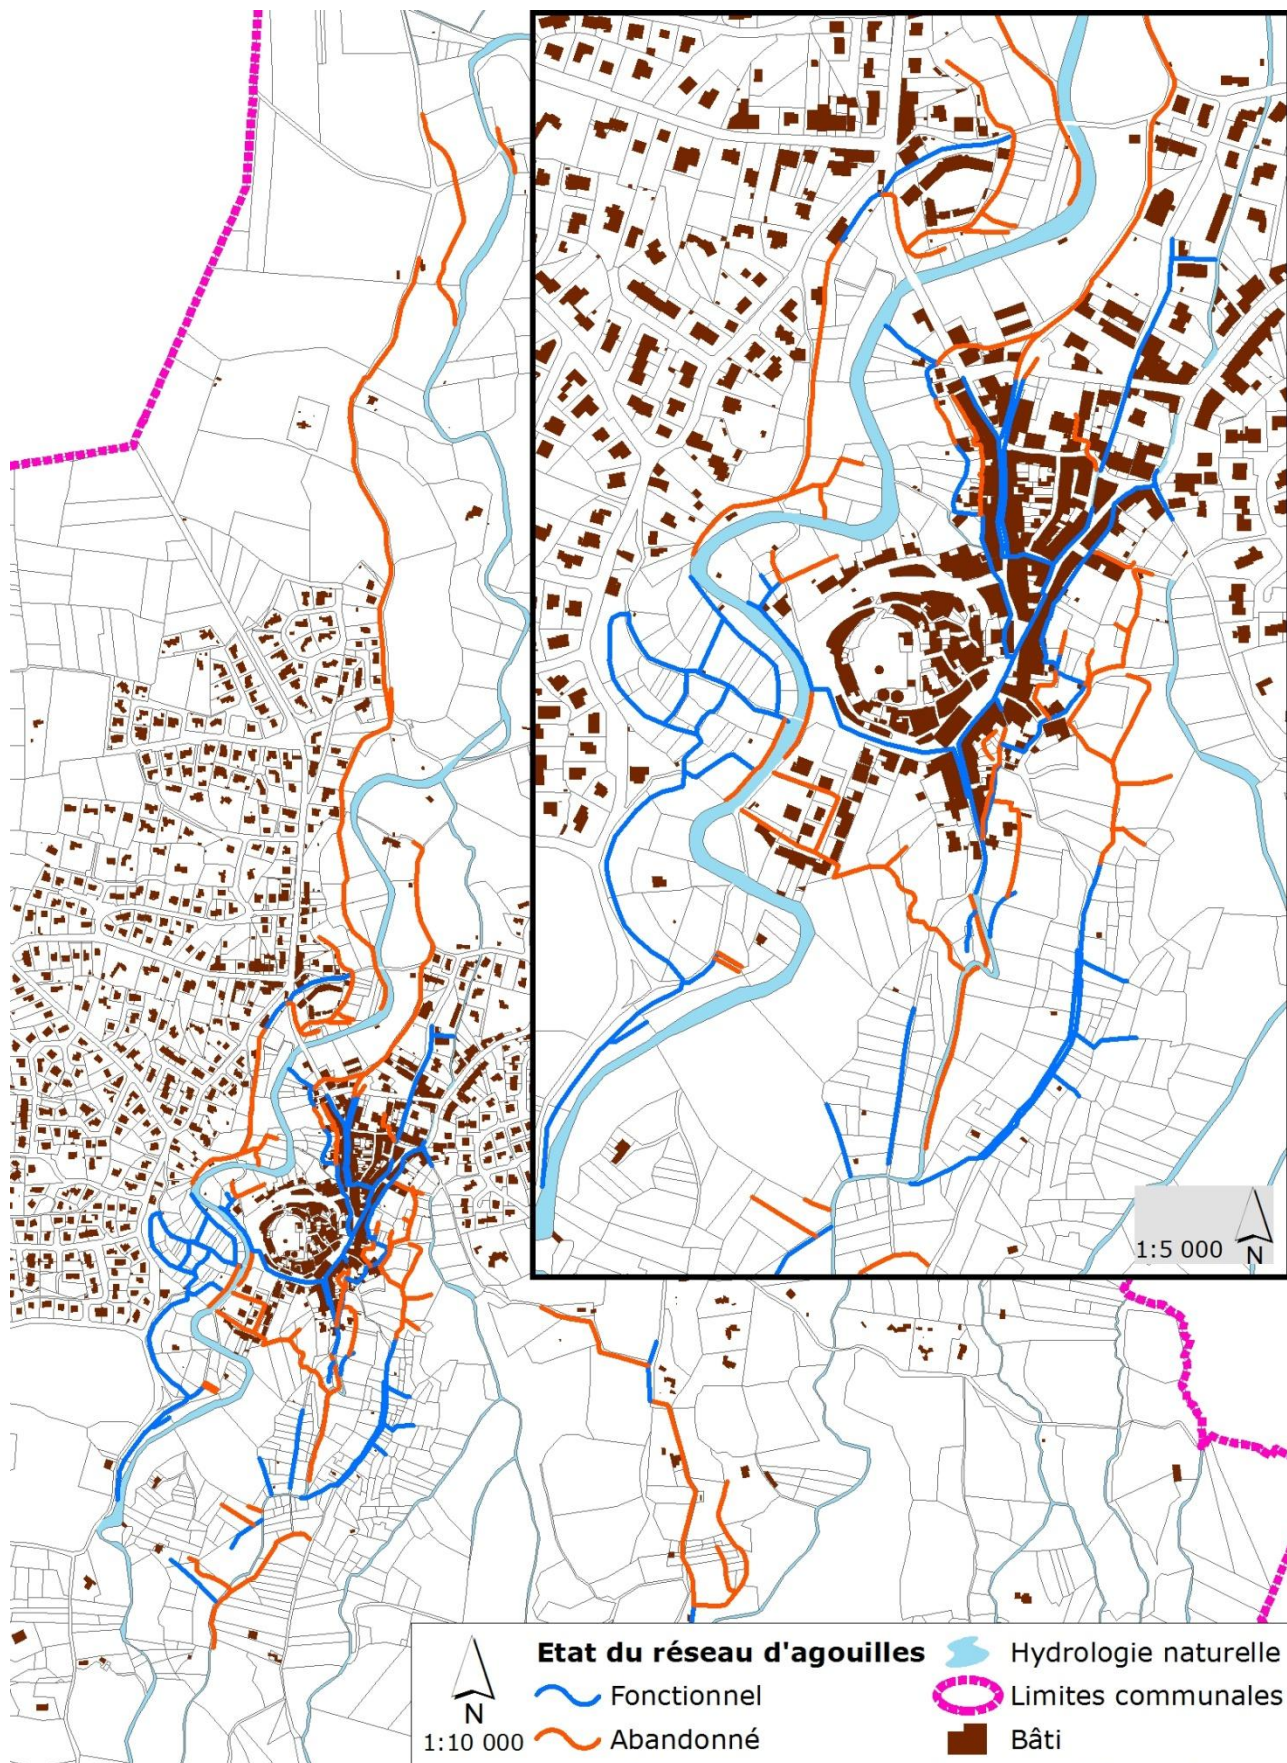 1:5 000
N
Etat du réseau d'agouilles
Fonctionnel
Abandonné
N
1:10 000
Hydrologie naturelle
Limites communales
Bâti